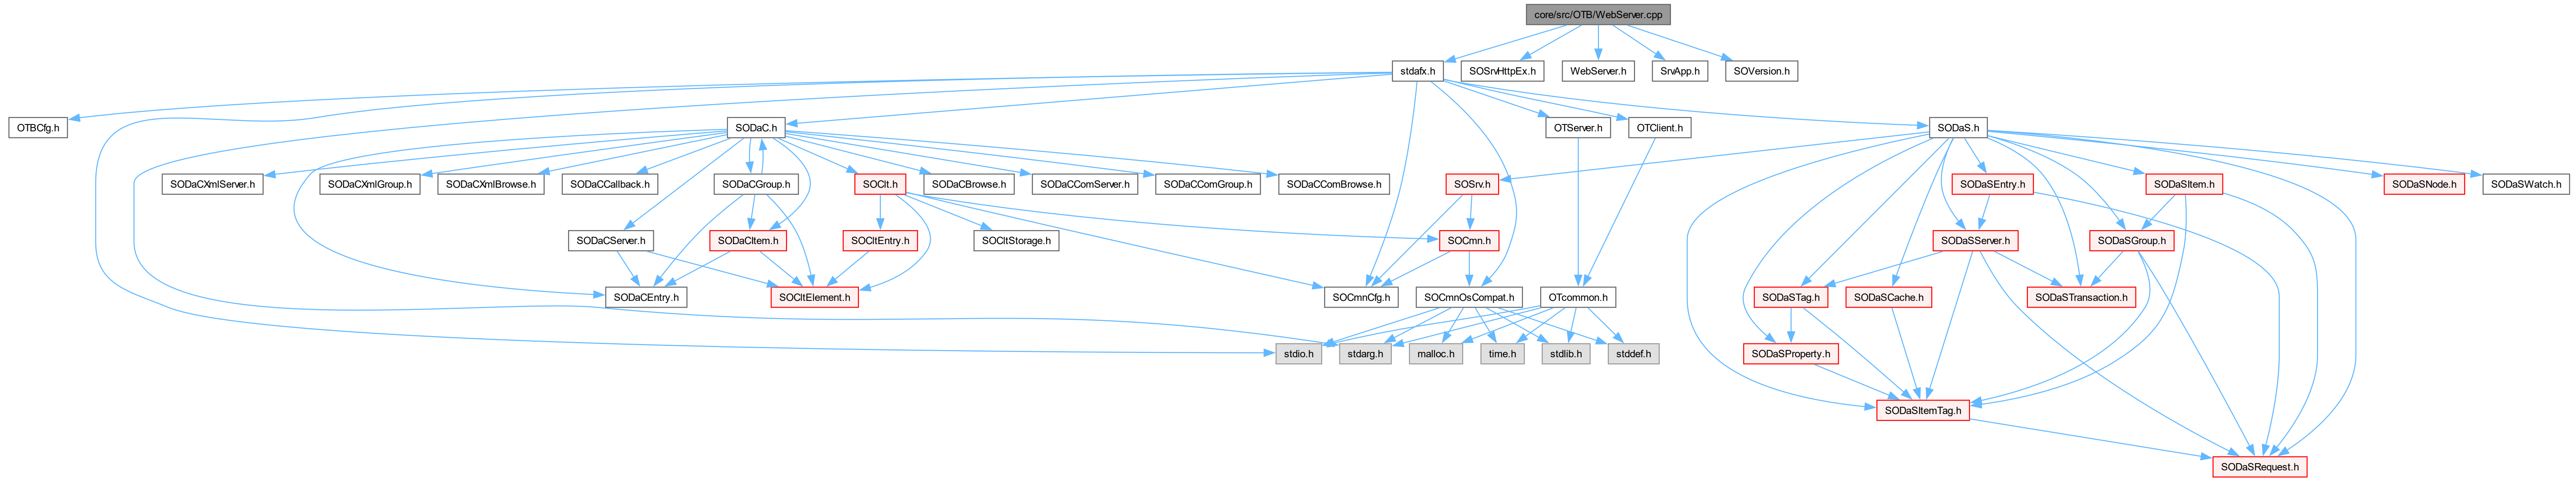 core/src/OTB/WebServer.cpp
stdafx.h
SOSrvHttpEx.h
WebServer.h
SrvApp.h
SOVersion.h
OTBCfg.h
SODaC.h
OTServer.h
OTClient.h
SODaS.h
SODaCXmlServer.h
SODaCXmlGroup.h
SODaCXmlBrowse.h
SODaCCallback.h
SODaCGroup.h
SOClt.h
SODaCBrowse.h
SODaCComServer.h
SODaCComGroup.h
SODaCComBrowse.h
SOSrv.h
SODaSEntry.h
SODaSItem.h
SODaSNode.h
SODaSWatch.h
SODaCServer.h
SODaCItem.h
SOCltEntry.h
SOCltStorage.h
SOCmn.h
SODaSServer.h
SODaSGroup.h
SODaCEntry.h
SOCltElement.h
SOCmnCfg.h
SOCmnOsCompat.h
OTcommon.h
SODaSTag.h
SODaSCache.h
SODaSTransaction.h
stdio.h
stdarg.h
malloc.h
time.h
stdlib.h
stddef.h
SODaSProperty.h
SODaSItemTag.h
SODaSRequest.h